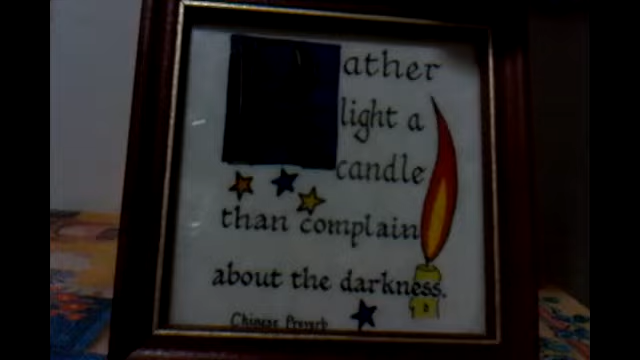 ather
light a
candle
than complain
about the darkness.
Chinese Proverb